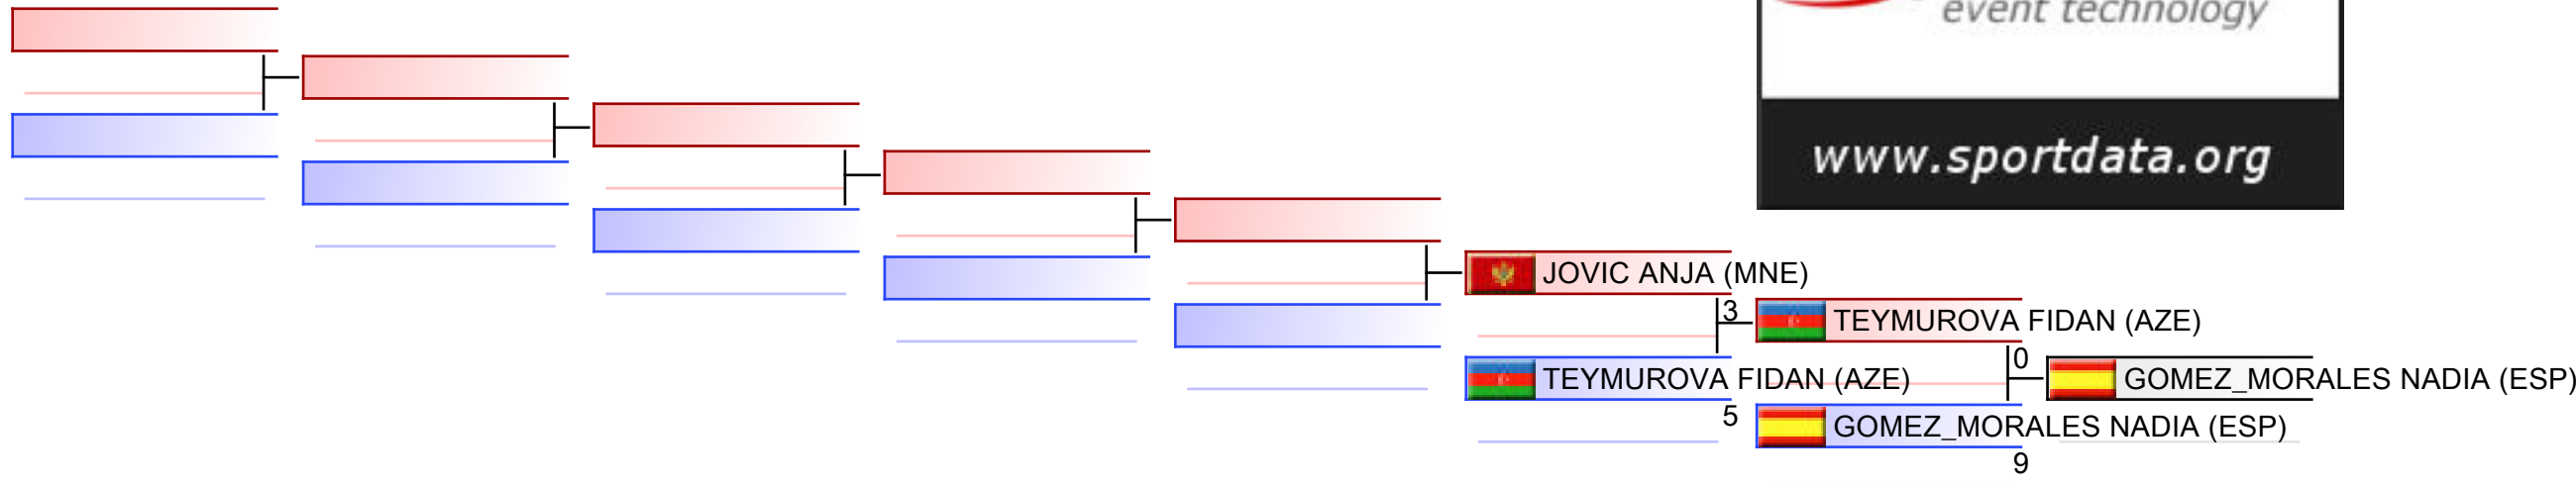 event technology
www.sportdata.org
JOVIC ANJA (MNE)
3
TEYMUROVA FIDAN (AZE)
0
TEYMUROVA FIDAN (AZE)
GOMEZ_MORALES NADIA (ESP)
5
GOMEZ_MORALES NADIA (ESP)
9